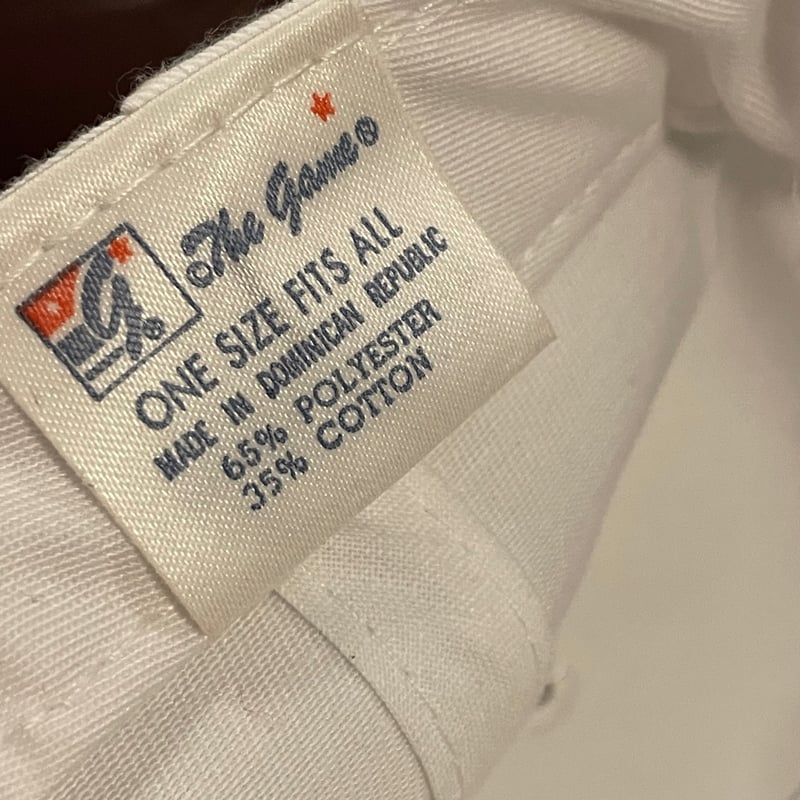 ©The Game®
G®
ONE SIZE FITS ALL
MADE IN DOMINICAN REPUBLIC
65% POLYESTER
35% COTTON